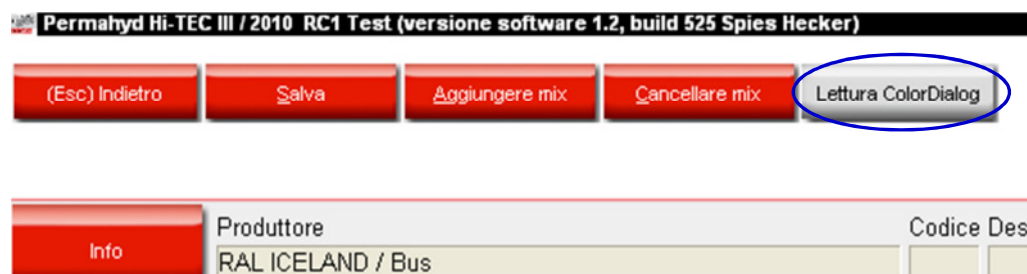 Permahyd Hi-TEC III / 2010 RC1 Test (versione software 1.2, build 525 Spies Hecker)
(Esc) Indietro Salva Aggiungere mix Cancellare mix Lettura ColorDialog
Info Produttore Codice Des
RAL ICELAND / Bus